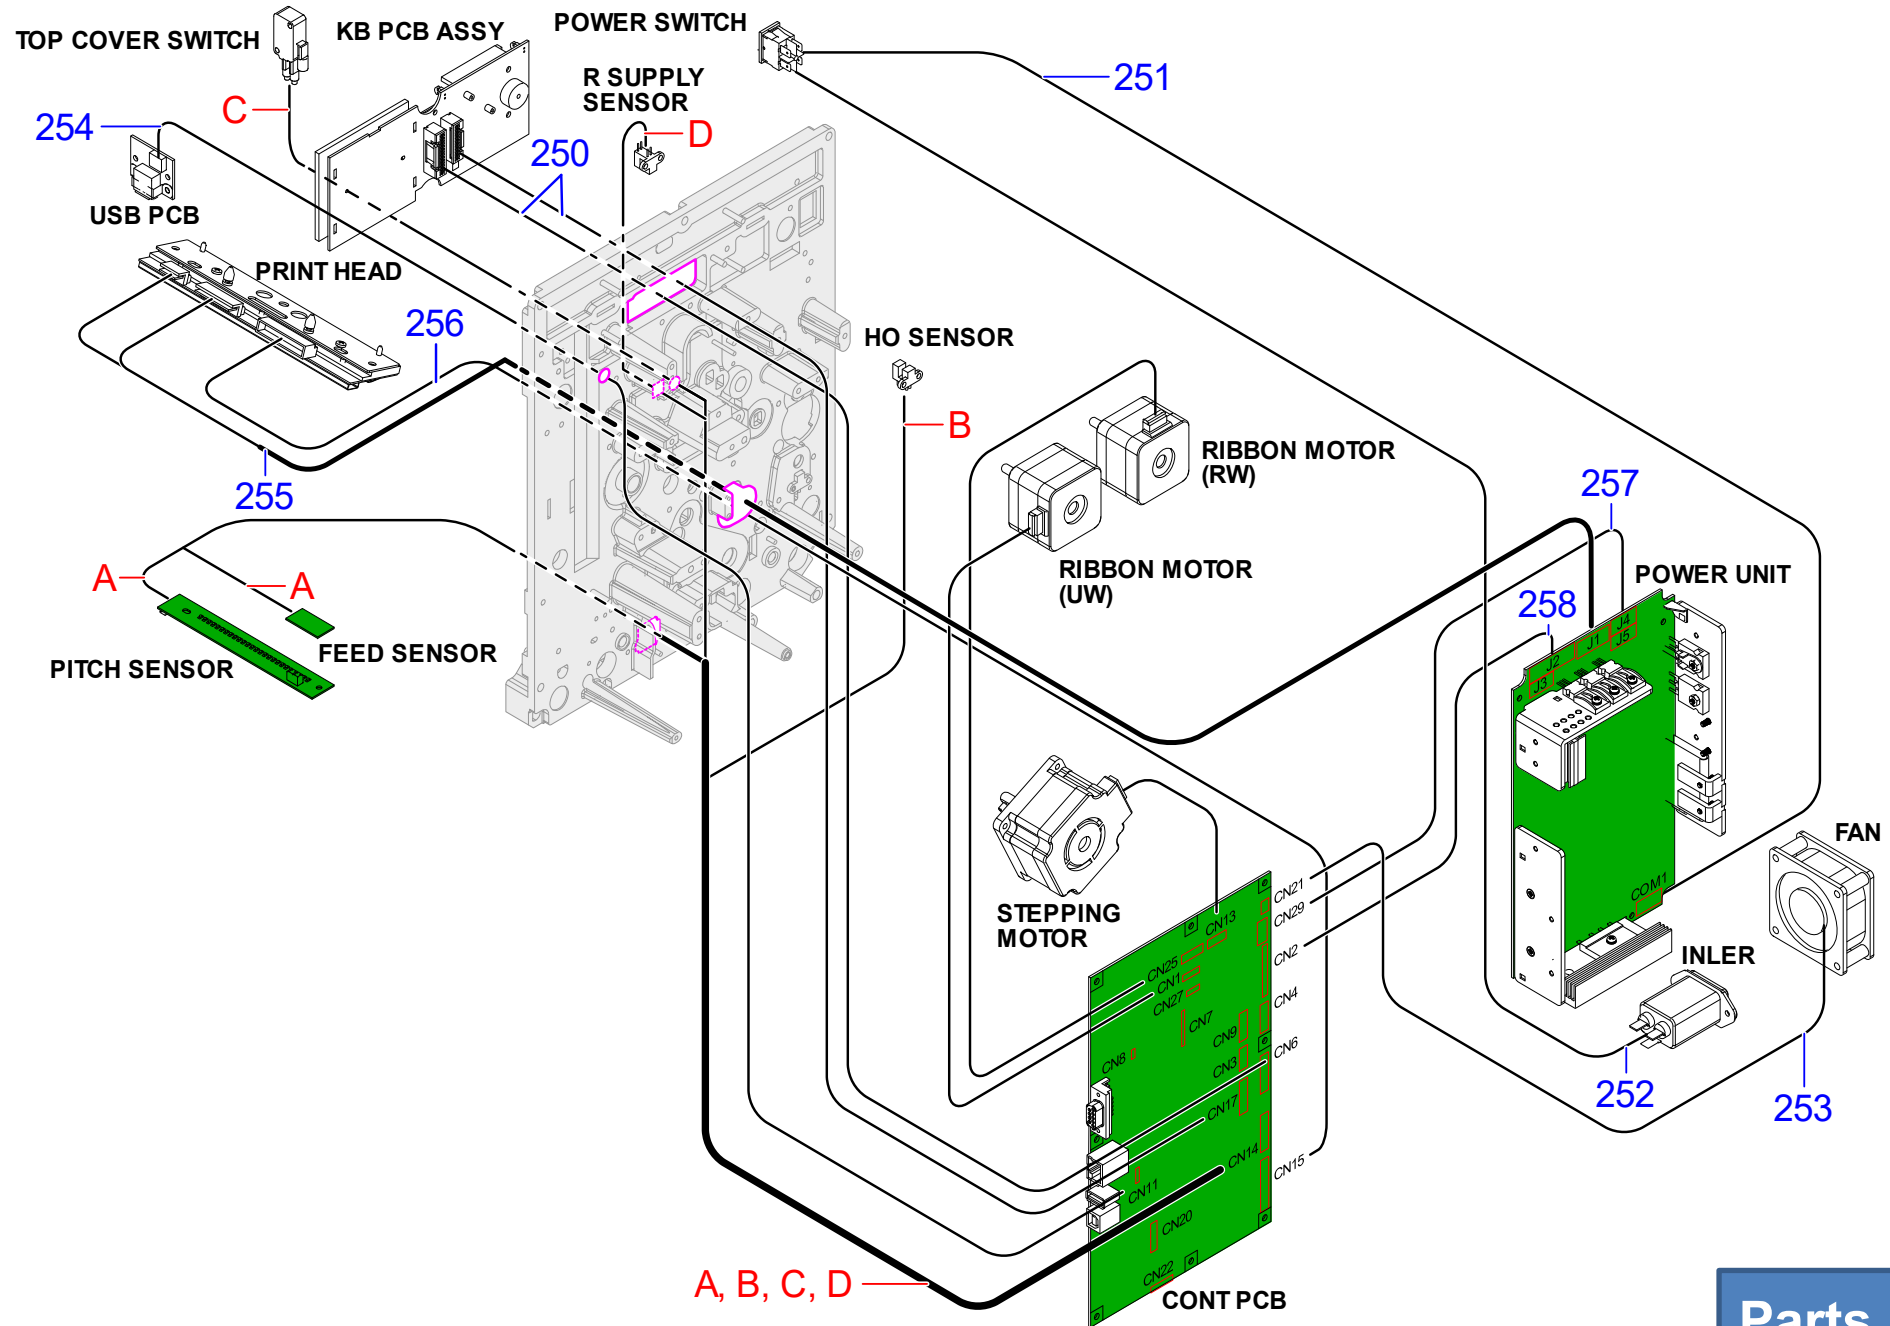 POWER SWITCH
TOP COVER SWITCH
KB PCB ASSY
R SUPPLY
SENSOR
251
C
254
D
250
USB PCB
PRINT HEAD
256
HO SENSOR
B
RIBBON MOTOR
(RW)
255
257
RIBBON MOTOR
(UW)
POWER UNIT
258
A
A
J4
J5
J1
J2
J3
FEED SENSOR
PITCH SENSOR
FAN
COM1
STEPPING
MOTOR
CN21
CN29
CN13
CN2
INLER
CN25
CN1
CN27
CN4
CN7
CN9
CN6
CN8
CN3
252
253
CN17
CN14
CN15
CN11
CN20
CN22
A, B, C, D
CONT PCB
Parts